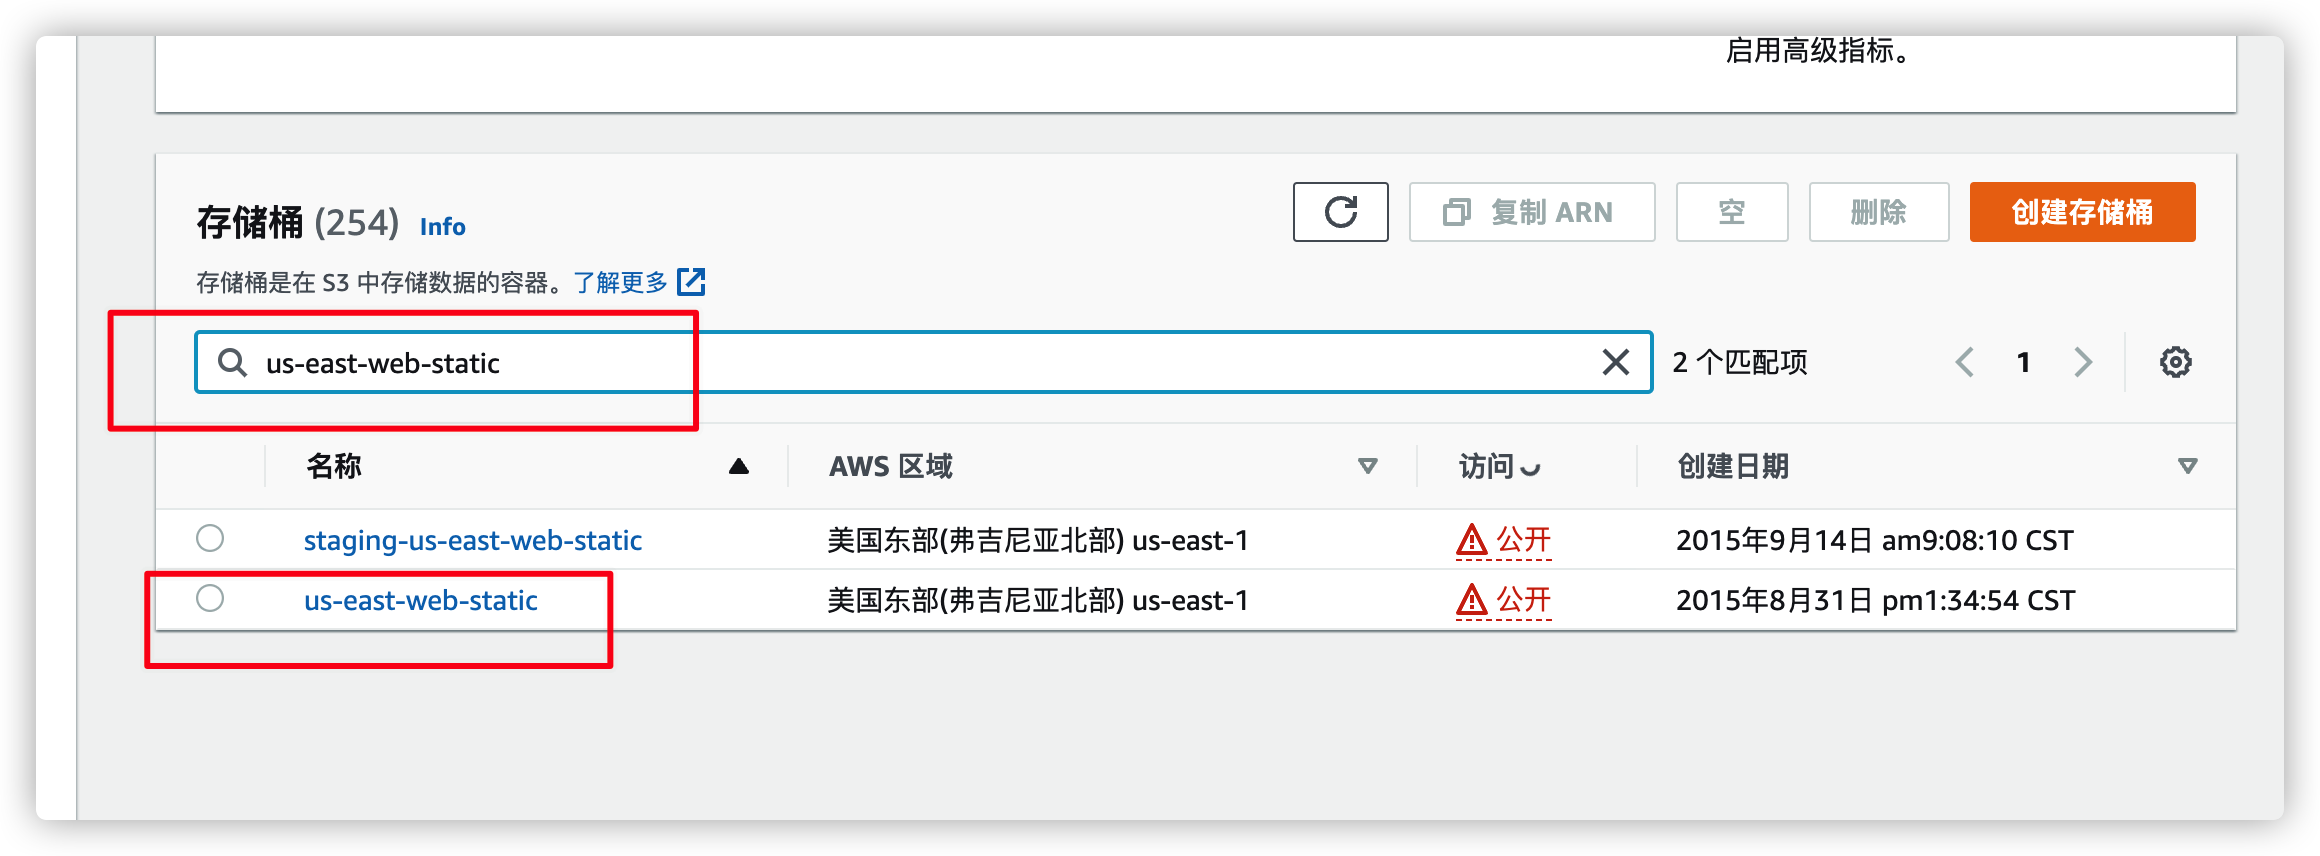 启用高级指标。
存储桶 (254) Info
复制 ARN
空
删除
创建存储桶
存储桶是在 S3 中存储数据的容器。了解更多
us-east-web-static
2 个匹配项
1
名称 AWS 区域 访问 创建日期
staging-us-east-web-static 美国东部(弗吉尼亚北部) us-east-1 公开 2015年9月14日 am9:08:10 CST
us-east-web-static 美国东部(弗吉尼亚北部) us-east-1 公开 2015年8月31日 pm1:34:54 CST